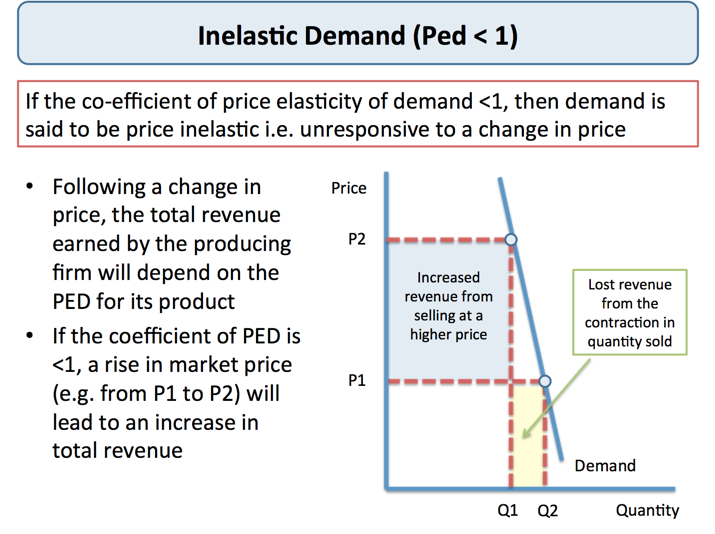 Inelastic Demand (Ped < 1)
If the co-efficient of price elasticity of demand <1, then demand is
said to be price inelastic i.e. unresponsive to a change in price
• Following a change in
price, the total revenue
earned by the producing
firm will depend on the
PED for its product
• If the coefficient of PED is
<1, a rise in market price
(e.g. from P1 to P2) will
lead to an increase in
total revenue
Price
P2
Increased
revenue from
selling at a
higher price
Lost revenue
from the
contraction in
quantity sold
P1
Demand
Q1
Q2
Quantity